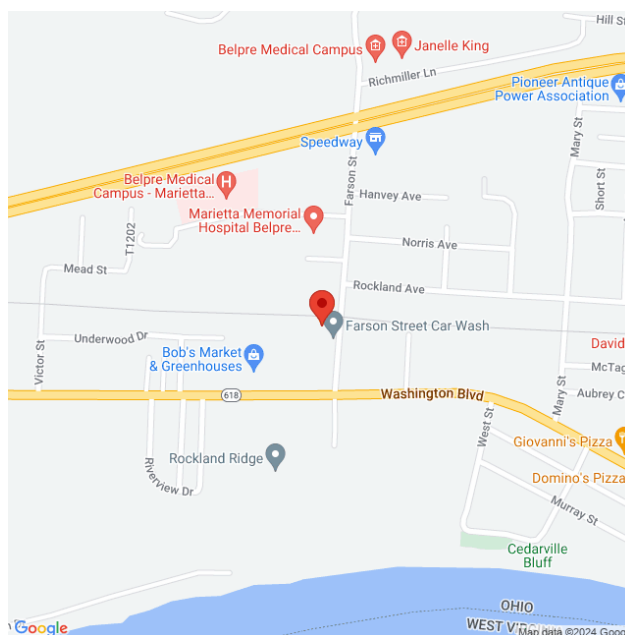 Hill St
Belpre Medical Campus
Janelle King
Richmiller Ln
Pioneer Antique
Power Association
Speedway
Farson St
Mary St
Short St
Belpre Medical
Campus - Marietta...
Hanvey Ave
Marietta Memorial
Hospital Belpre...
T1202
Norris Ave
Mead St
Rockland Ave
Farson Street Car Wash
Underwood Dr
Victor St
Bob's Market
& Greenhouses
David
McTag
Mary St
618
Washington Blvd
Aubrey C
West St
Giovanni's Pizza
Rockland Ridge
Riverview Dr
Domino's Pizza
Murray St
Cedarville
Bluff
OHIO
WEST VIRGIN
Google
Map data ©2024 Goog